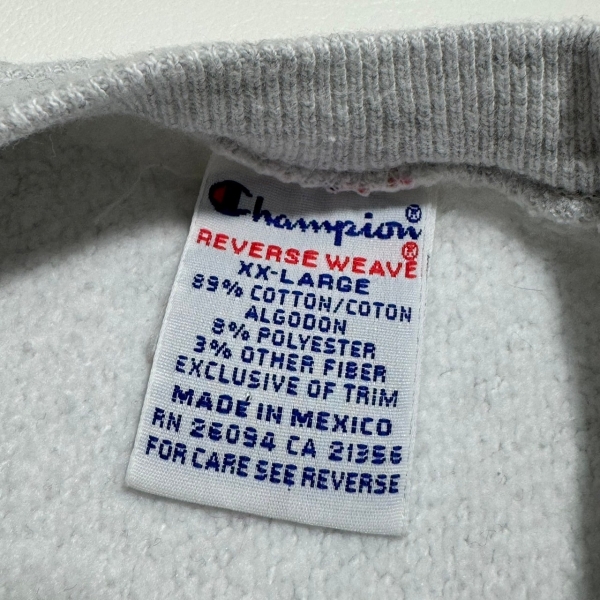 Champion®
REVERSE WEAVE®
XX-LARGE
89% COTTON/COTON
ALGODON
8% POLYESTER
3% OTHER FIBER
EXCLUSIVE OF TRIM
MADE IN MEXICO
RN 26094 CA 21356
FOR CARE SEE REVERSE